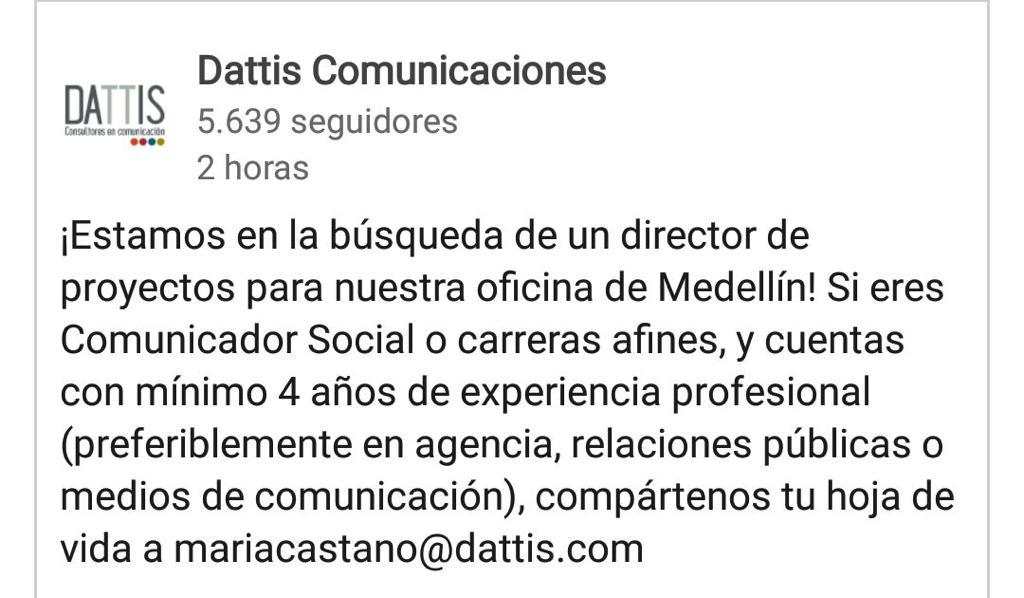 DATTIS
Consultores en comunicación
Dattis Comunicaciones
5.639 seguidores
2 horas
¡Estamos en la búsqueda de un director de
proyectos para nuestra oficina de Medellín! Si eres
Comunicador Social o carreras afines, y cuentas
con mínimo 4 años de experiencia profesional
(preferiblemente en agencia, relaciones públicas o
medios de comunicación), compártenos tu hoja de
vida a mariacastano@dattis.com